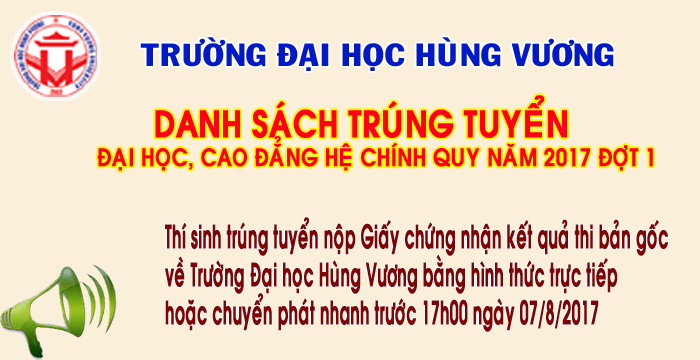 TRƯỜNG ĐẠI HỌC HÙNG VƯƠNG
DANH SÁCH TRÚNG TUYỂN
ĐẠI HỌC, CAO ĐẲNG HỆ CHÍNH QUY NĂM 2017 ĐỢT 1
Thí sinh trúng tuyển nộp Giấy chứng nhận kết quả thi bản gốc
về Trường Đại học Hùng Vương bằng hình thức trực tiếp
hoặc chuyển phát nhanh trước 17h00 ngày 07/8/2017